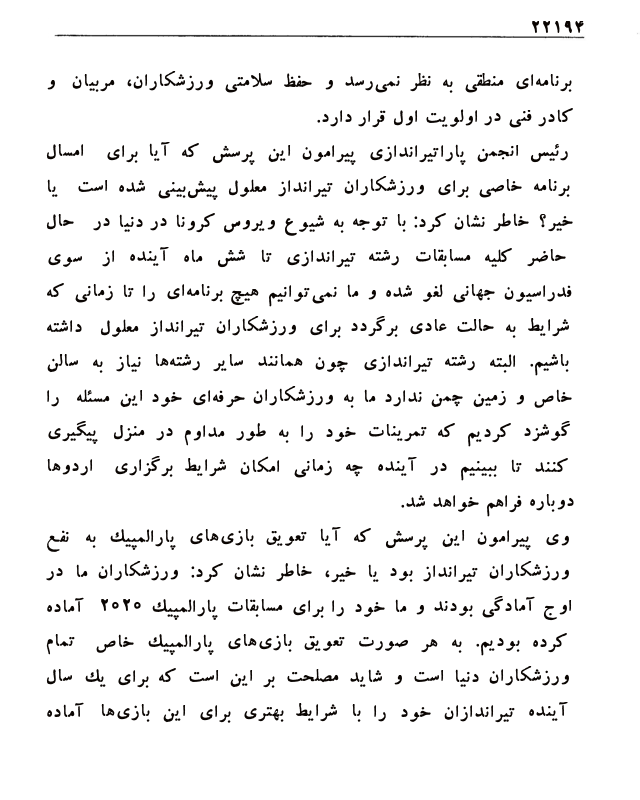 ۲۲۱۹۴
برنامه‌ای منطقی به نظر نمی‌رسد و حفظ سلامتی ورزشکاران، مربیان و
کادر فنی در اولویت اول قرار دارد.
رئیس انجمن پاراتیراندازی پیرامون این پرسش که آیا برای امسال
برنامه خاصی برای ورزشکاران تیرانداز معلول پیش‌بینی شده است یا
خیر؟ خاطر نشان کرد: با توجه به شیوع ویروس کرونا در دنیا در حال
حاضر کلیه مسابقات رشته تیراندازی تا شش ماه آینده از سوی
فدراسیون جهانی لغو شده و ما نمی‌توانیم هیچ برنامه‌ای را تا زمانی که
شرایط به حالت عادی برگردد برای ورزشکاران تیرانداز معلول داشته
باشیم. البته رشته تیراندازی چون همانند سایر رشته‌ها نیاز به سالن
خاص و زمین چمن ندارد ما به ورزشکاران حرفه‌ای خود این مسئله را
گوشزد کردیم که تمرینات خود را به طور مداوم در منزل پیگیری
کنند تا ببینیم در آینده چه زمانی امکان شرایط برگزاری اردوها
دوباره فراهم خواهد شد.
وی پیرامون این پرسش که آیا تعویق بازی‌های پارالمپیك به نفع
ورزشکاران تیرانداز بود یا خیر، خاطر نشان کرد: ورزشکاران ما در
اوج آمادگی بودند و ما خود را برای مسابقات پارالمپیك ۲۰۲۰ آماده
کرده بودیم. به هر صورت تعویق بازی‌های پارالمپیك خاص تمام
ورزشکاران دنیا است و شاید مصلحت بر این است که برای یك سال
آینده تیراندازان خود را با شرایط بهتری برای این بازی‌ها آماده